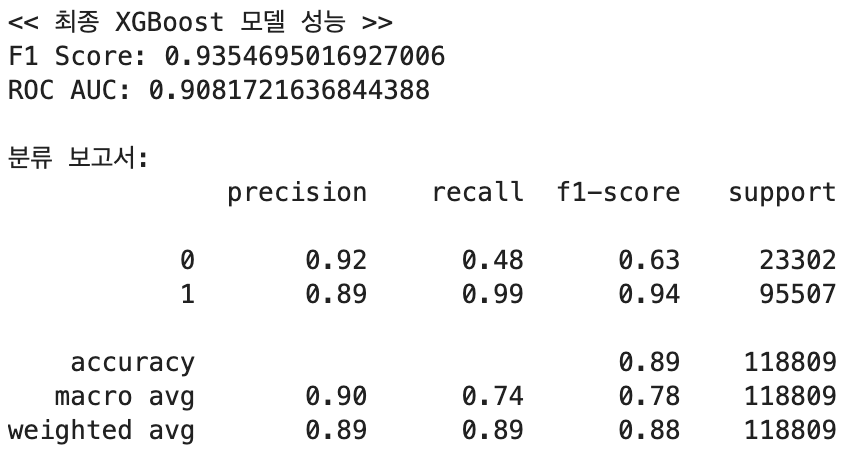 << 최종 XGBoost 모델 성능 >>
F1 Score: 0.9354695016927006
ROC AUC: 0.9081721636844388
분류 보고서:
precision recall f1-score support
0 0.92 0.48 0.63 23302
1 0.89 0.99 0.94 95507
accuracy 0.89 118809
macro avg 0.90 0.74 0.78 118809
weighted avg 0.89 0.89 0.88 118809